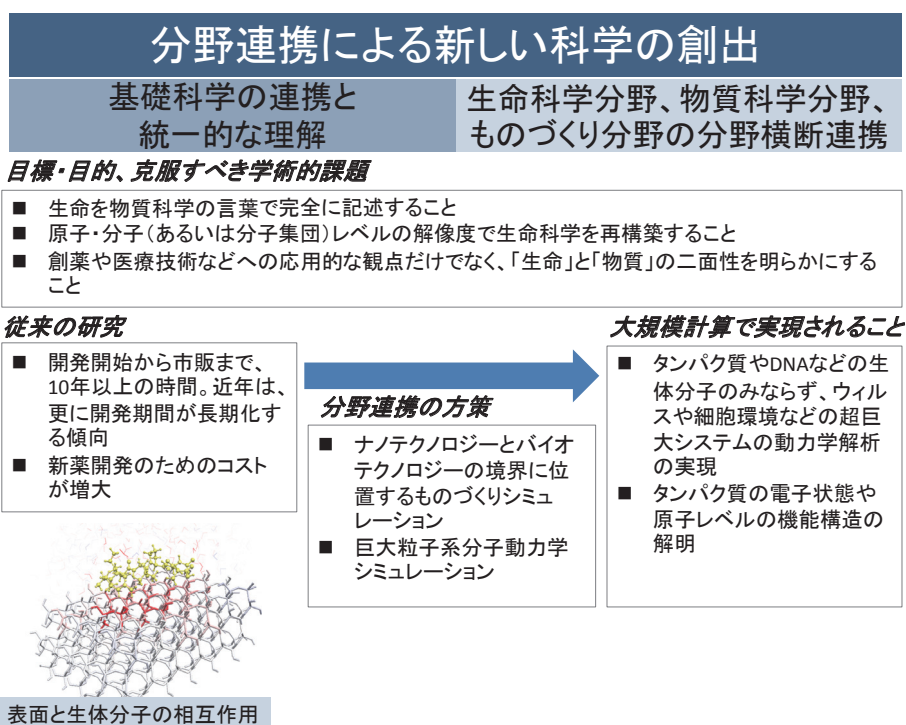 分野連携による新しい科学の創出
基礎科学の連携と
統一的な理解
生命科学分野、物質科学分野、
ものづくり分野の分野横断連携
目標・目的、克服すべき学術的課題
■ 生命を物質科学の言葉で完全に記述すること
■ 原子・分子（あるいは分子集団）レベルの解像度で生命科学を再構築すること
■ 創薬や医療技術などへの応用的な観点だけでなく、「生命」と「物質」の二面性を明らかにする
こと
従来の研究
■ 開発開始から市販まで、
10年以上の時間。近年は、
更に開発期間が長期化す
る傾向
■ 新薬開発のためのコスト
が増大
表面と生体分子の相互作用
分野連携の方策
■ ナノテクノロジーとバイオ
テクノロジーの境界に位
置するものづくりシミュ
レーション
■ 巨大粒子系分子動力学
シミュレーション
大規模計算で実現されること
■ タンパク質やDNAなどの生
体分子のみならず、ウィル
スや細胞環境などの超巨
大システムの動力学解析
の実現
■ タンパク質の電子状態や
原子レベルの機能構造の
解明